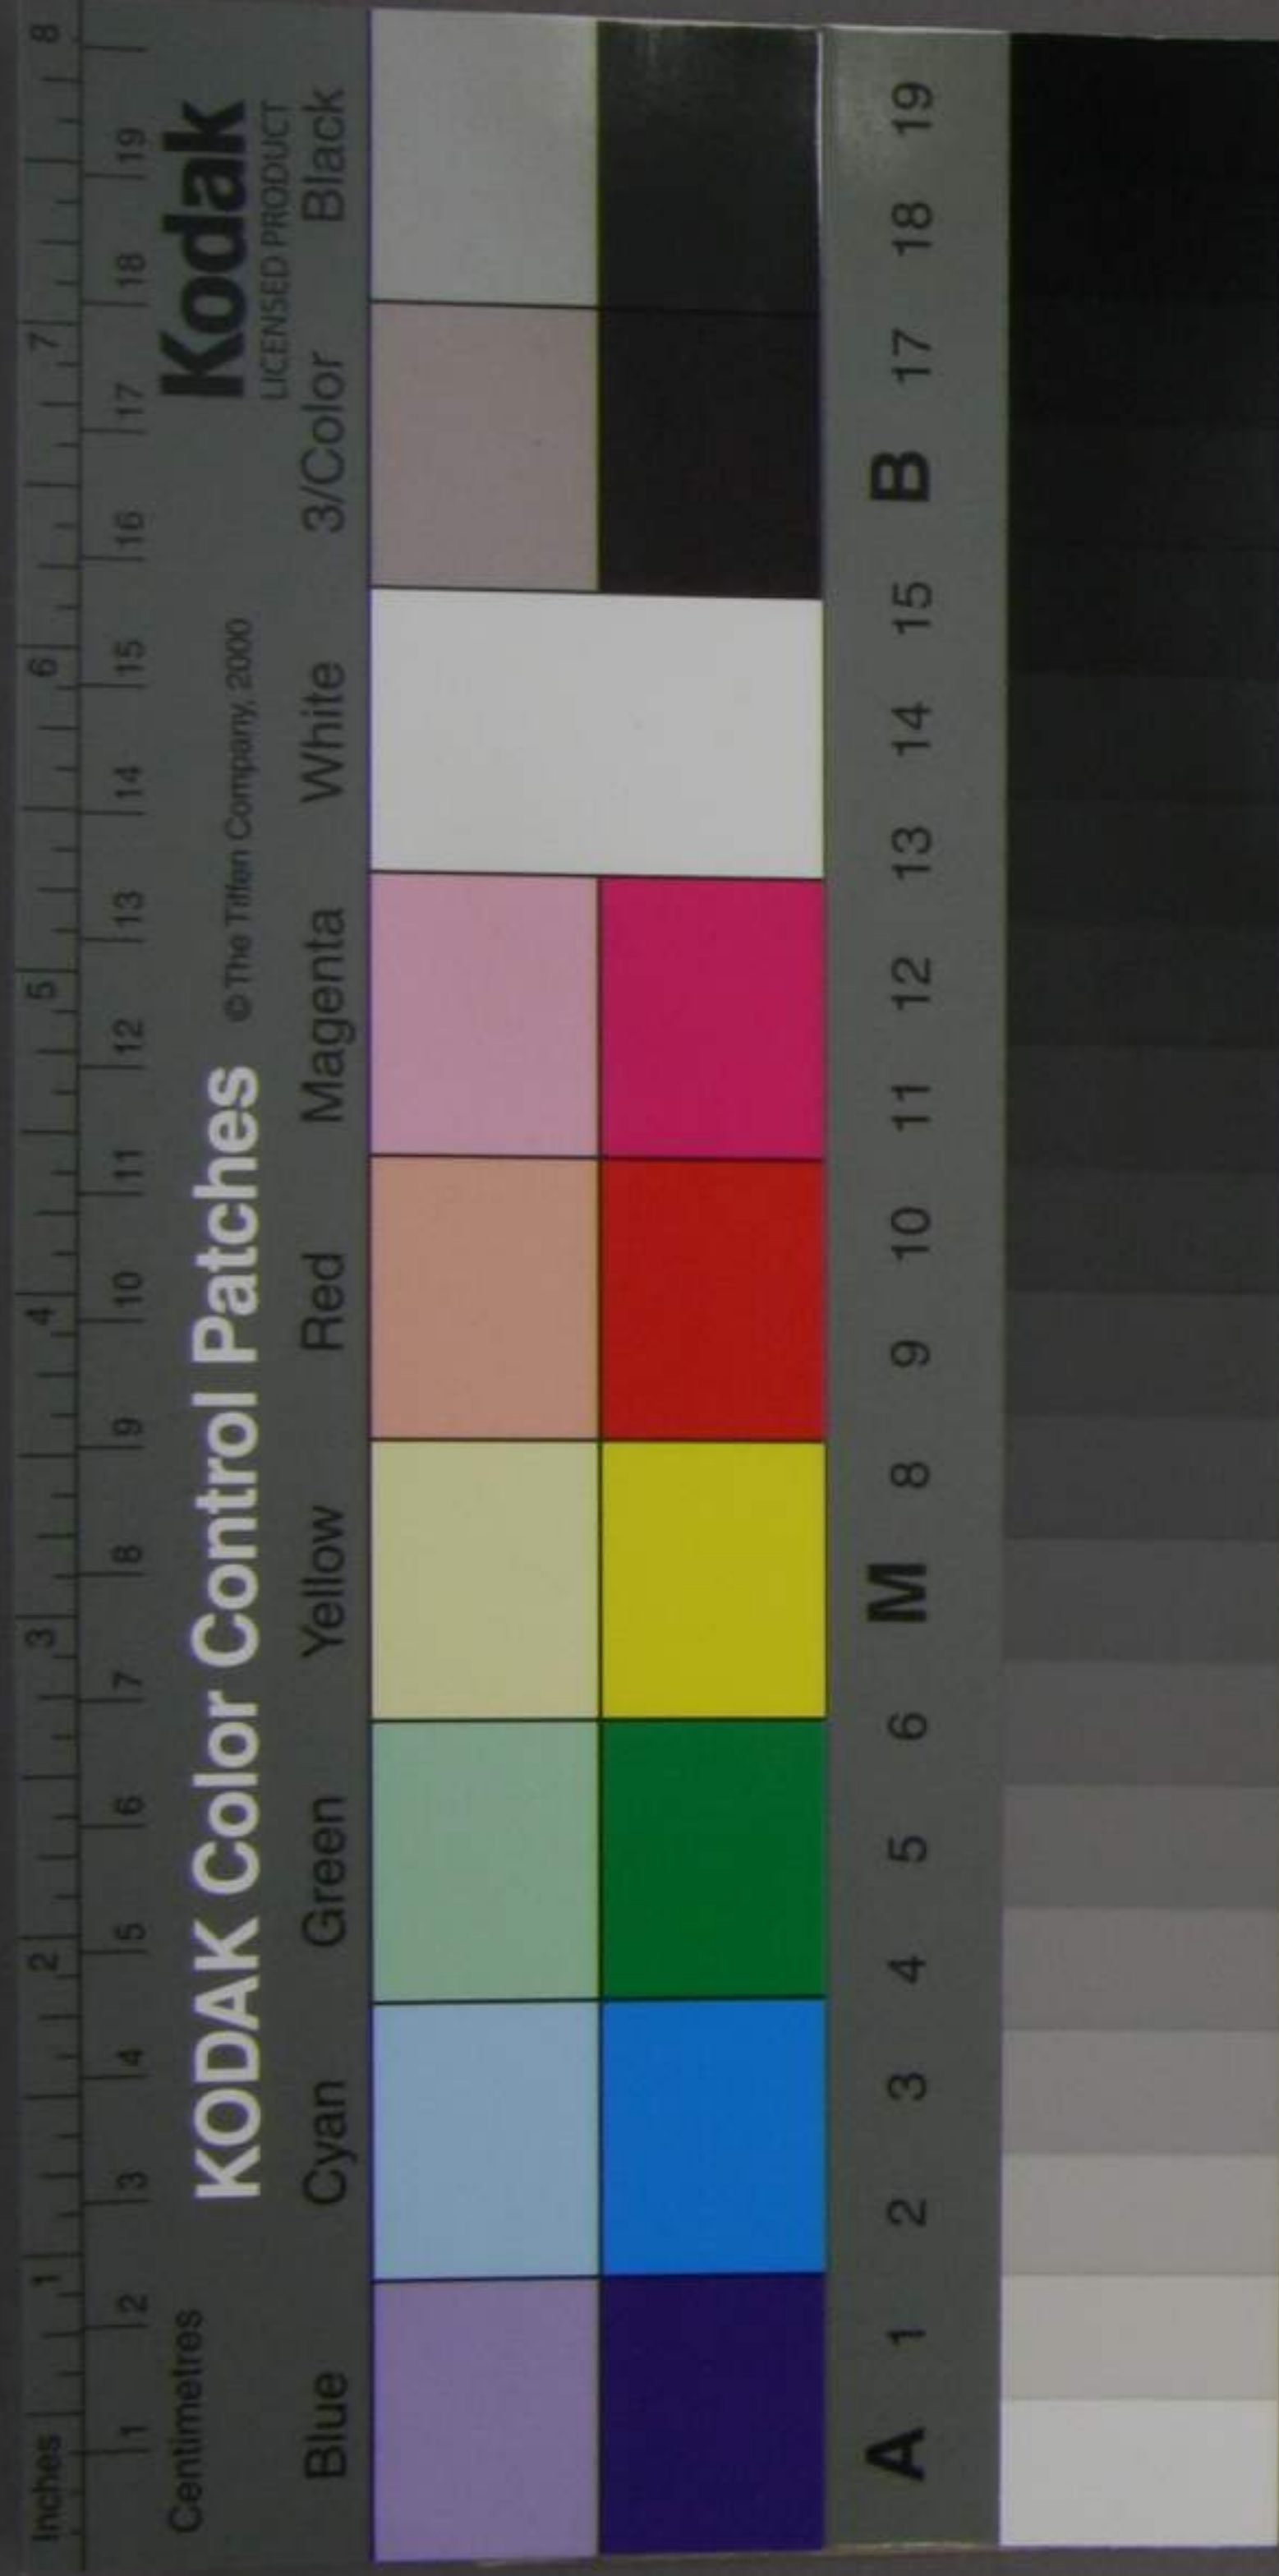 Inches 1 2 3 4 5 6 7 8
Centimetres 1 2 3 4 5 6 7 8 9 10 11 12 13 14 15 16 17 18 19
KODAK Color Control Patches © The Tiffen Company, 2000 Kodak
LICENSED PRODUCT
Blue Cyan Green Yellow Red Magenta White 3/Color Black
A 1 2 3 4 5 6 M 8 9 10 11 12 13 14 15 B 17 18 19